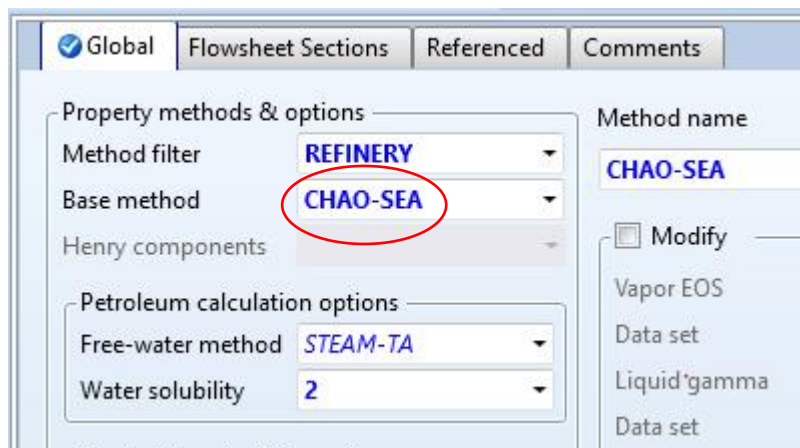 Global Flowsheet Sections Referenced Comments
Property methods & options
Method filter REFINERY
Base method CHAO-SEA
Henry components
Petroleum calculation options
Free-water method STEAM-TA
Water solubility 2
Method name
CHAO-SEA
Modify
Vapor EOS
Data set
Liquid gamma
Data set